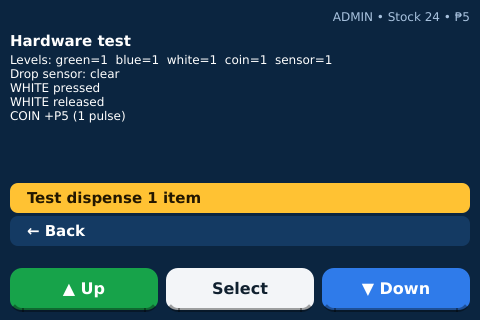 ADMIN • Stock 24 • ₱5
Hardware test
Levels: green=1  blue=1  white=1  coin=1  sensor=1
Drop sensor: clear
WHITE pressed
WHITE released
COIN +P5 (1 pulse)
Test dispense 1 item
← Back
▲ Up
Select
▼ Down